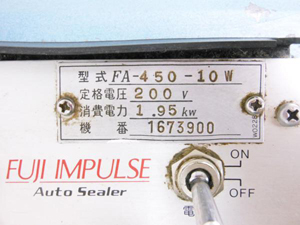 型式 FA-450-10W
定格電圧 200 V
消費電力 1.95 kw
機番 1673900
FUJI IMPULSE
Auto Sealer
ON
OFF
電